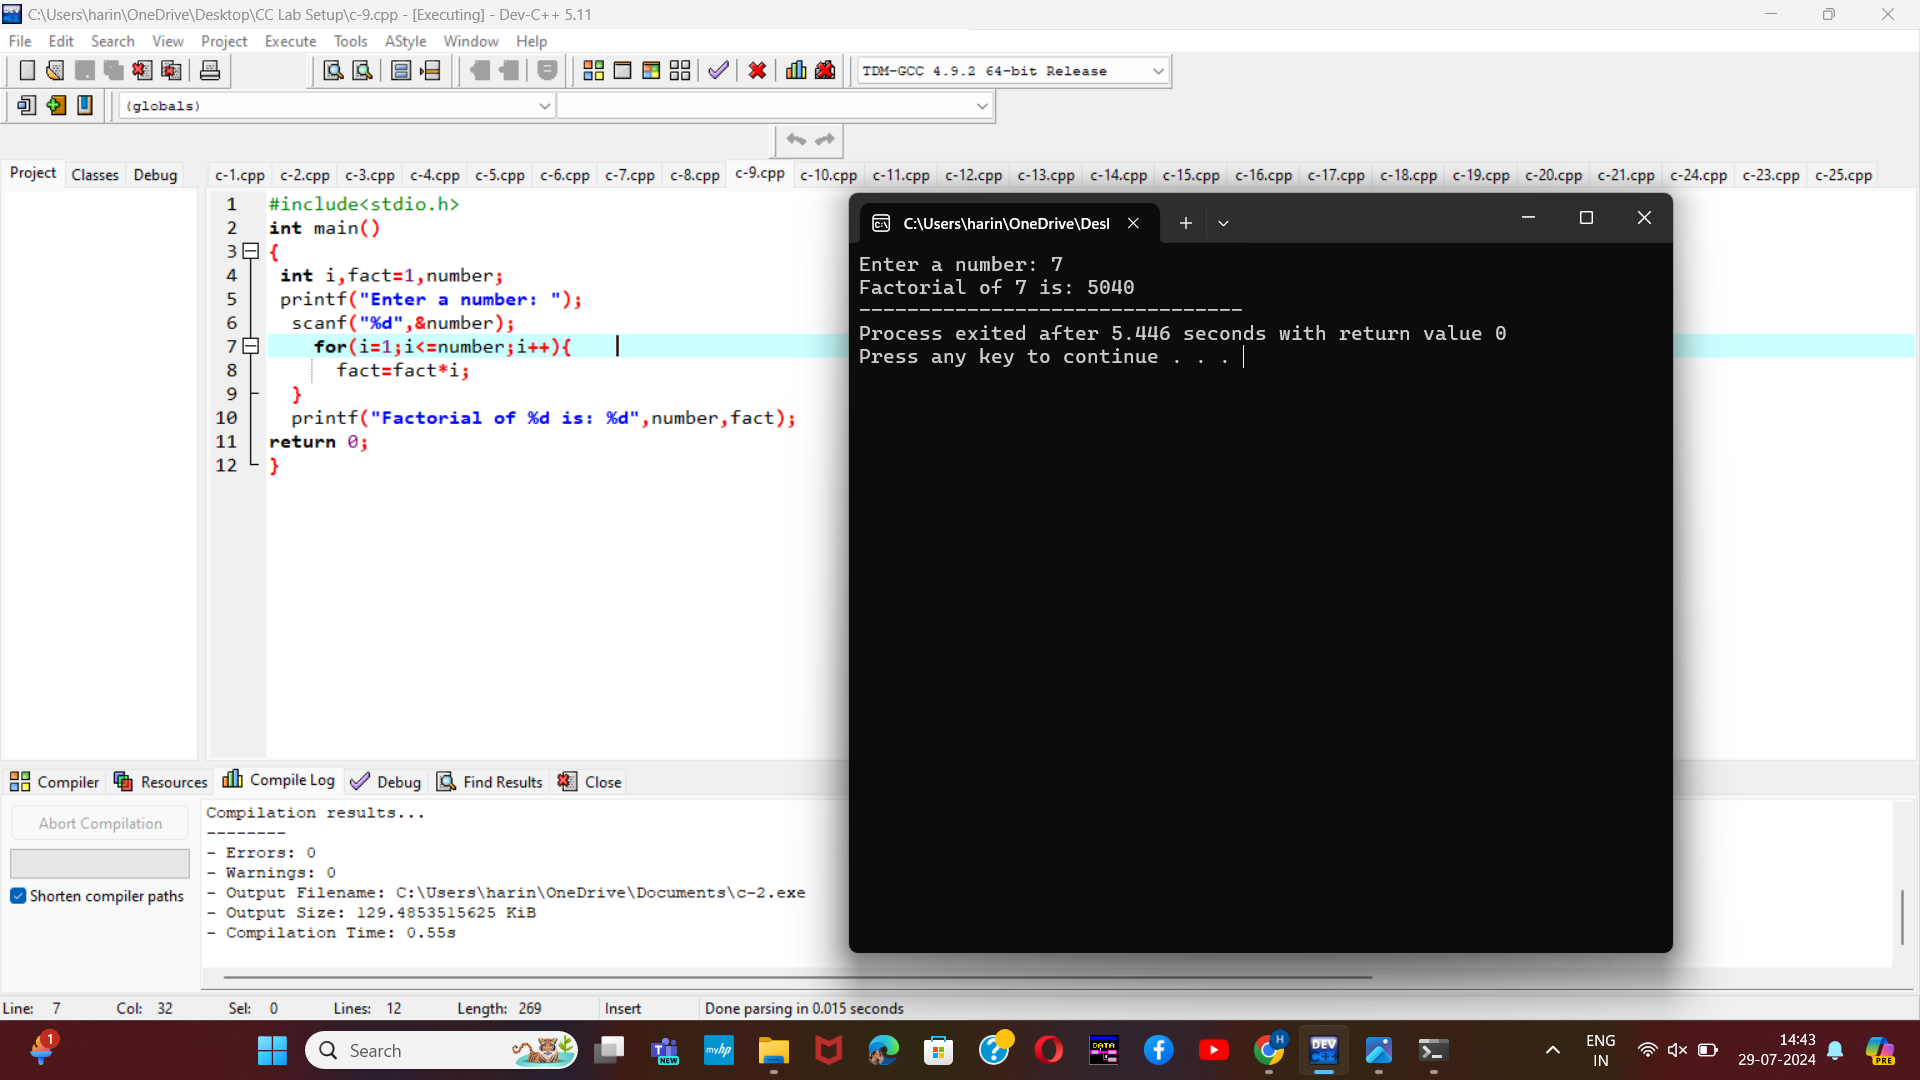 C:\Users\harin\OneDrive\Desktop\CC Lab Setup\c-9.cpp - [Executing] - Dev-C++ 5.11
File Edit Search View Project Execute Tools AStyle Window Help
TDM-GCC 4.9.2 64-bit Release
(globals)
Project Classes Debug
c-1.cpp c-2.cpp c-3.cpp c-4.cpp c-5.cpp c-6.cpp c-7.cpp c-8.cpp c-9.cpp c-10.cpp c-11.cpp c-12.cpp c-13.cpp c-14.cpp c-15.cpp c-16.cpp c-17.cpp c-18.cpp c-19.cpp c-20.cpp c-21.cpp c-24.cpp c-23.cpp c-25.cpp
1 #include<stdio.h>
2 int main()
3 {
4 int i,fact=1,number;
5 printf("Enter a number: ");
6 scanf("%d",&number);
7 for(i=1;i<=number;i++){
8 fact=fact*i;
9 }
10 printf("Factorial of %d is: %d",number,fact);
11 return 0;
12 }
C:\Users\harin\OneDrive\Desl
Enter a number: 7
Factorial of 7 is: 5040
--------------------------------
Process exited after 5.446 seconds with return value 0
Press any key to continue . . .
Compiler Resources Compile Log Debug Find Results Close
Abort Compilation
Shorten compiler paths
Compilation results...
--------
- Errors: 0
- Warnings: 0
- Output Filename: C:\Users\harin\OneDrive\Documents\c-2.exe
- Output Size: 129.4853515625 KiB
- Compilation Time: 0.55s
Line: 7 Col: 32 Sel: 0 Lines: 12 Length: 269 Insert Done parsing in 0.015 seconds
1
Search
NEW
myhp
DATA
H
DEV
ENG
IN
14:43
29-07-2024
PRE